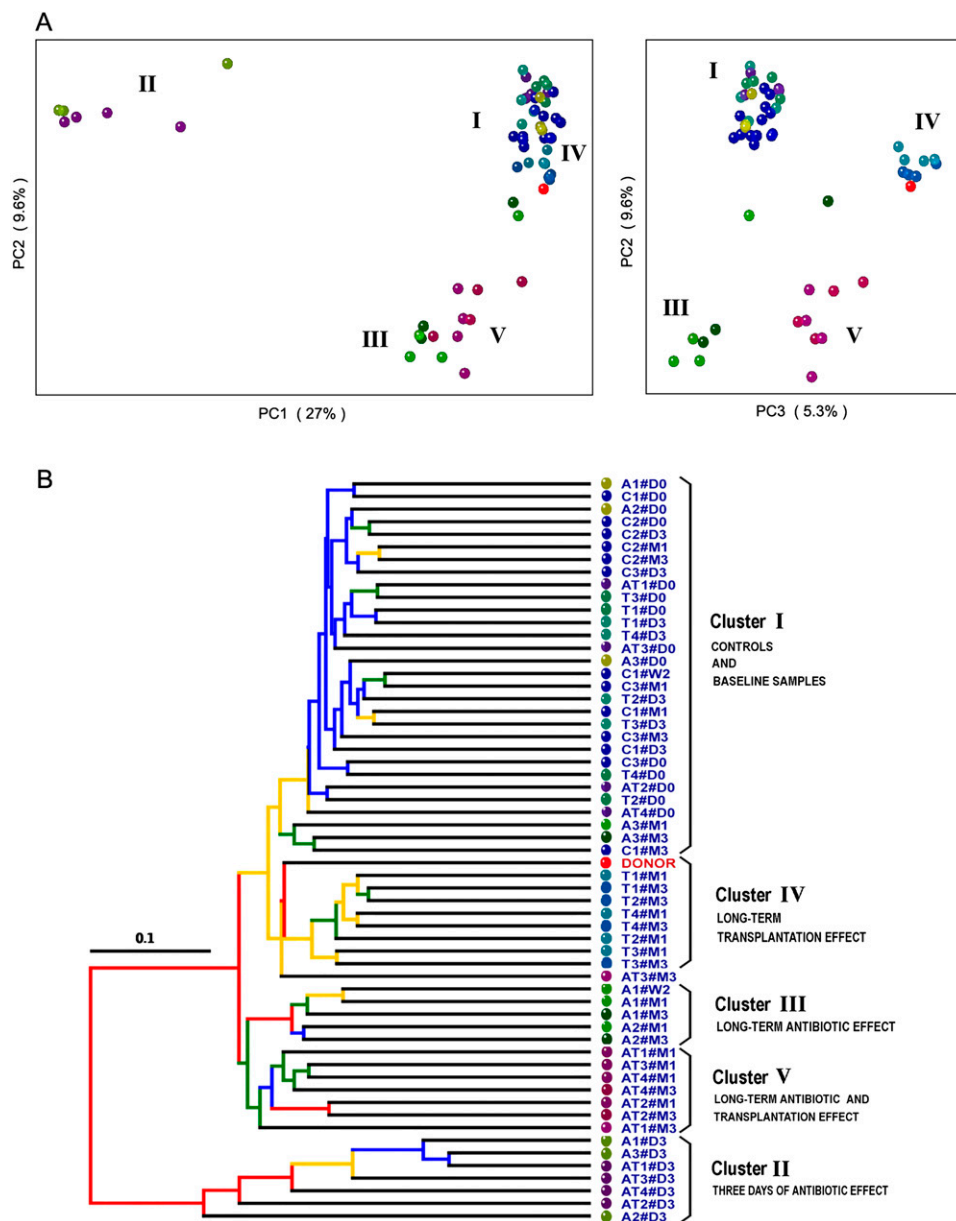 A
II
I
IV
III
V
PC2 ( 9.6%)
PC1 ( 27%)
I
IV
III
V
PC2 ( 9.6%)
PC3 ( 5.3%)
B
0.1
A1#D0
C1#D0
A2#D0
C2#D0
C2#D3
C2#M1
C2#M3
C3#D3
AT1#D0
T3#D0
T1#D0
T1#D3
T4#D3
AT3#D0
A3#D0
C1#W2
C3#M1
T2#D3
C1#M1
T3#D3
C3#M3
C1#D3
C3#D0
T4#D0
AT2#D0
T2#D0
AT4#D0
A3#M1
A3#M3
C1#M3
DONOR
T1#M1
T1#M3
T2#M3
T4#M1
T4#M3
T2#M1
T3#M1
T3#M3
AT3#M3
A1#W2
A1#M1
A1#M3
A2#M1
A2#M3
AT1#M1
AT3#M1
AT4#M1
AT4#M3
AT2#M1
AT2#M3
AT1#M3
A1#D3
A3#D3
AT1#D3
AT3#D3
AT4#D3
AT2#D3
A2#D3
Cluster I
CONTROLS
AND
BASELINE SAMPLES
Cluster IV
LONG-TERM
TRANSPLANTATION EFFECT
Cluster III
LONG-TERM ANTIBIOTIC EFFECT
Cluster V
LONG-TERM ANTIBIOTIC AND
TRANSPLANTATION EFFECT
Cluster II
THREE DAYS OF ANTIBIOTIC EFFECT